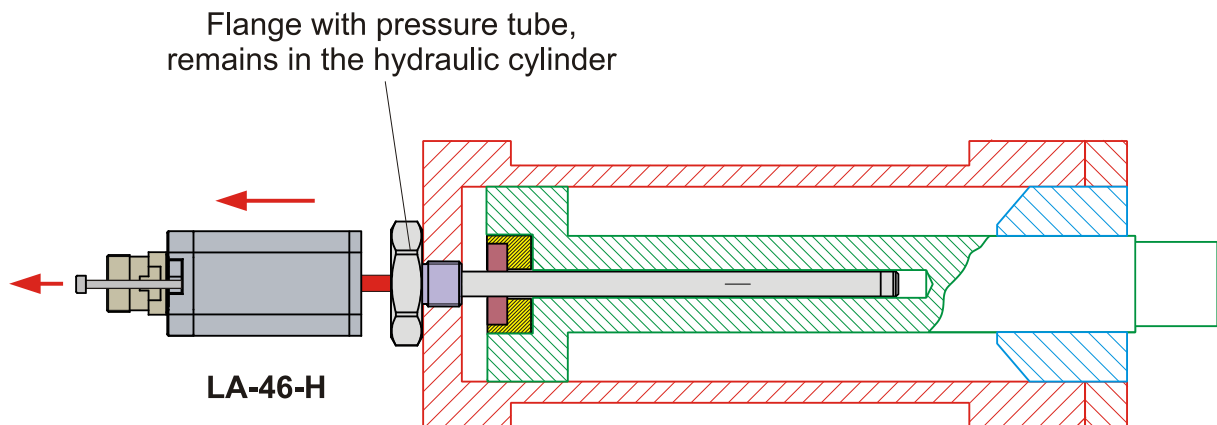 Flange with pressure tube,
remains in the hydraulic cylinder
LA-46-H